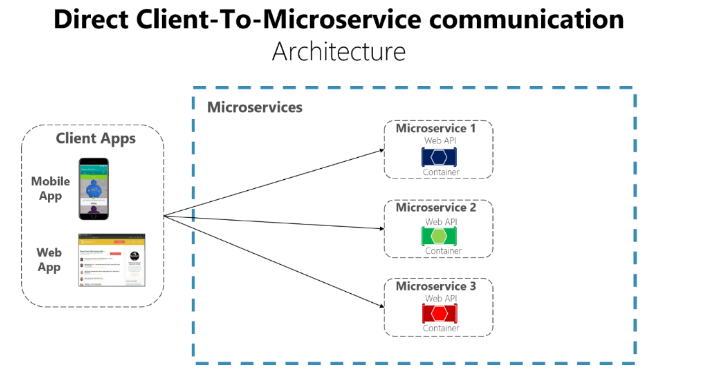 Direct Client-To-Microservice communication
Architecture
Microservices
Client Apps
Mobile
App
Web
App
Microservice 1
Web API
Container
Microservice 2
Web API
Container
Microservice 3
Web API
Container